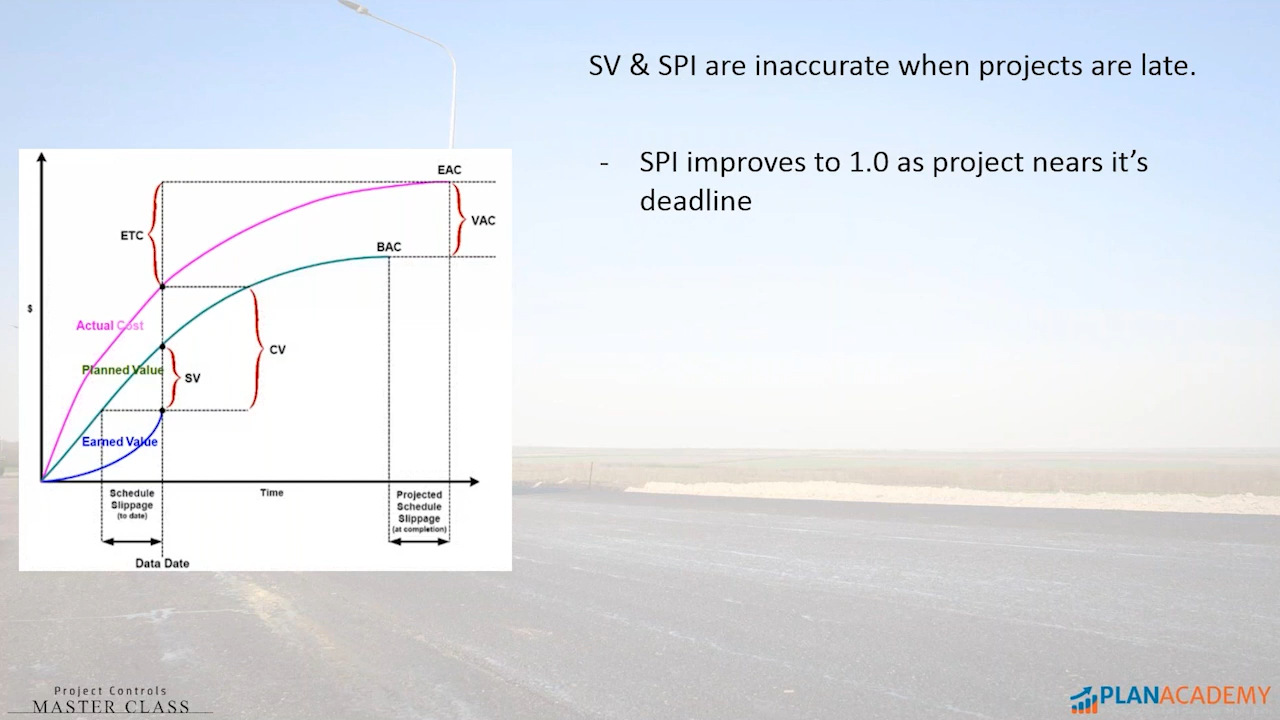 SV & SPI are inaccurate when projects are late.
- SPI improves to 1.0 as project nears it’s
deadline
EAC
ETC
VAC
BAC
$
Actual Cost
CV
Planned Value
SV
Earned Value
Schedule
Slippage
(to date)
Time
Projected
Schedule
Slippage
(at completion)
Data Date
Project Controls
MASTER CLASS
PLANACADEMY